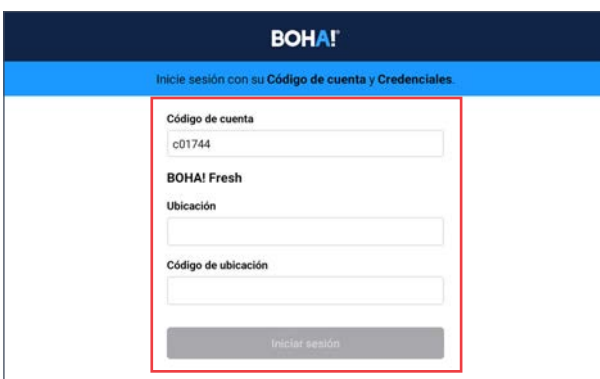 BOHA!
Inicie sesión con su Código de cuenta y Credenciales.
Código de cuenta
c01744
BOHA! Fresh
Ubicación
Código de ubicación
Iniciar sesión